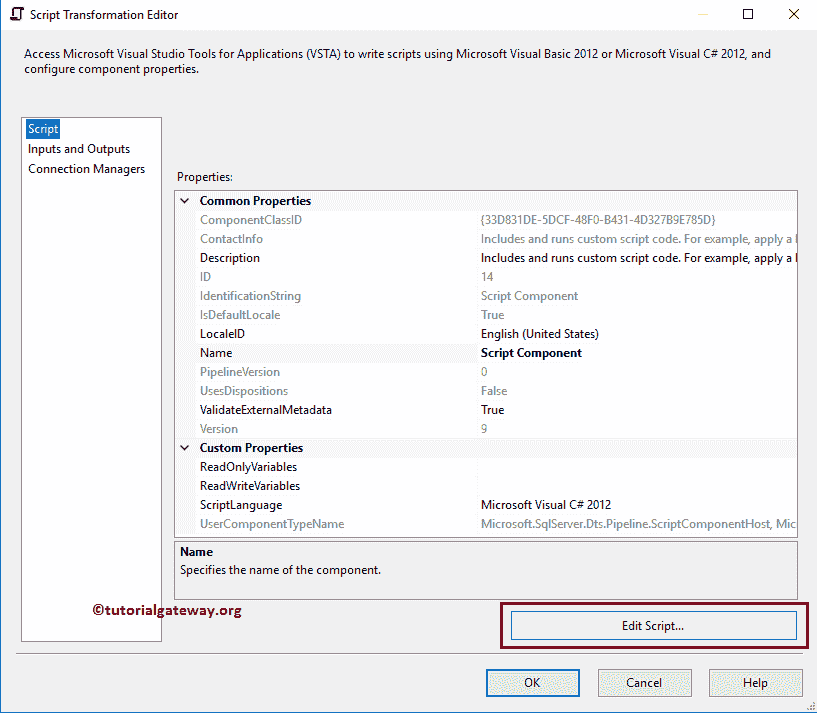 Script Transformation Editor
Access Microsoft Visual Studio Tools for Applications (VSTA) to write scripts using Microsoft Visual Basic 2012 or Microsoft Visual C# 2012, and
configure component properties.
Script
Inputs and Outputs
Connection Managers
Properties:
Common Properties
ComponentClassID {33D831DE-5DCF-48F0-B431-4D327B9E785D}
ContactInfo Includes and runs custom script code. For example, apply a
Description Includes and runs custom script code. For example, apply a
ID 14
IdentificationString Script Component
IsDefaultLocale True
LocaleID English (United States)
Name Script Component
PipelineVersion 0
UsesDispositions False
ValidateExternalMetadata True
Version 9
Custom Properties
ReadOnlyVariables
ReadWriteVariables
ScriptLanguage Microsoft Visual C# 2012
UserComponentTypeName Microsoft.SqlServer.Dts.Pipeline.ScriptComponentHost, Mic
Name
Specifies the name of the component.
©tutorialgateway.org
Edit Script...
OK Cancel Help